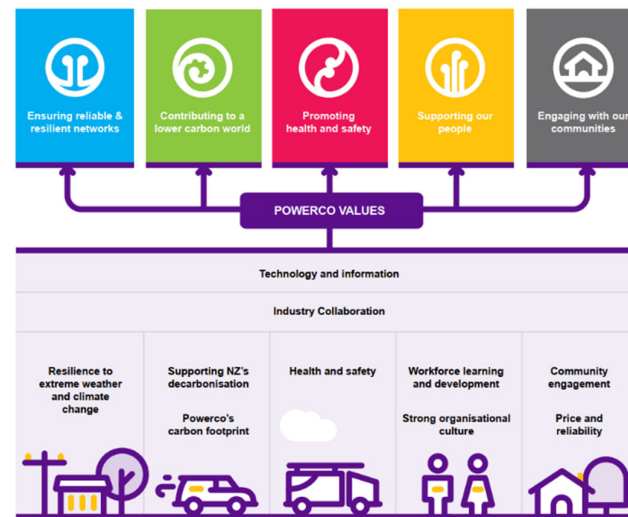 Ensuring reliable &
resilient networks
Contributing to a
lower carbon world
Promoting
health and safety
Supporting our
people
Engaging with our
communities
POWERCO VALUES
Technology and information
Industry Collaboration
Resilience to
extreme weather
and climate
change
Supporting NZ's
decarbonisation
Powerco's
carbon footprint
Health and safety
Workforce learning
and development
Strong organisational
culture
Community
engagement
Price and
reliability